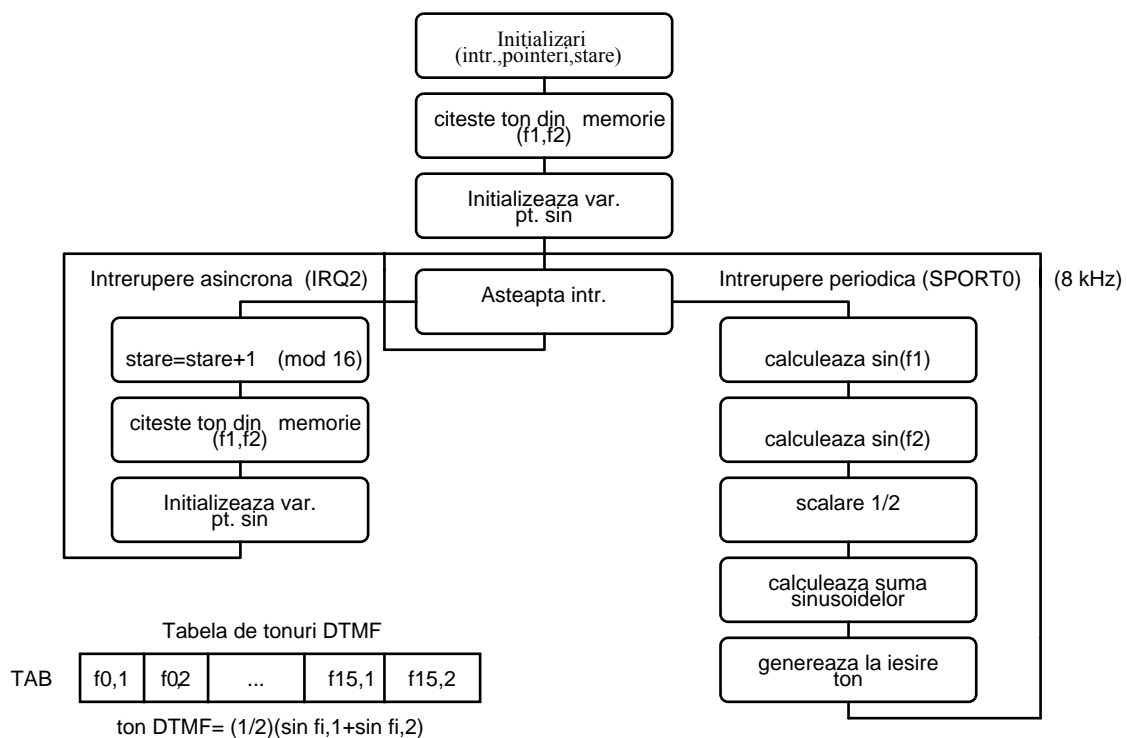 Initializari
(intr.,pointeri,stare)
citeste ton din memorie
(f1,f2)
Initializeaza var.
pt. sin
Intrerupere asincrona (IRQ2)
Asteapta intr.
Intrerupere periodica (SPORT0) (8 kHz)
stare=stare+1 (mod 16)
citeste ton din memorie
(f1,f2)
Initializeaza var.
pt. sin
calculeaza sin(f1)
calculeaza sin(f2)
scalare 1/2
calculeaza suma
sinusoidelor
genereaza la iesire
ton
Tabela de tonuri DTMF
TAB f0,1 f0,2 ... f15,1 f15,2
ton DTMF= (1/2)(sin fi,1+sin fi,2)